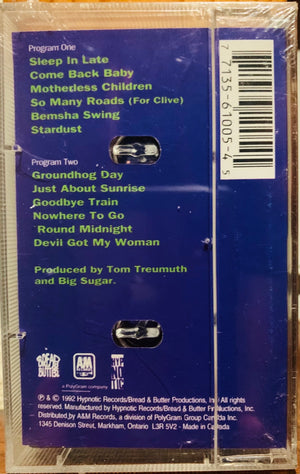 Program One
Sleep In Late
Come Back Baby
Motheless Children
So Many Roads (For Clive)
Bemsha Swing
Stardust
Program Two
Groundhog Day
Just About Sunrise
Goodbye Train
Nowhere To Go
'Round Midnight
Devil Got My Woman
Produced by Tom Treumuth
and Big Sugar.
7 7135-61005-4 5
BREAD & BUTTER
A&M RECORDS
a PolyGram company
℗ © 1992 Hypnotic Records/Bread & Butter Productions, Inc. All rights
reserved. Manufactured by Hypnotic Records/Bread & Butter Productions, Inc.
Distributed by A&M Records, a division of PolyGram Group Canada Inc.
1345 Denison Street, Markham, Ontario L3R 5V2 - Made in Canada